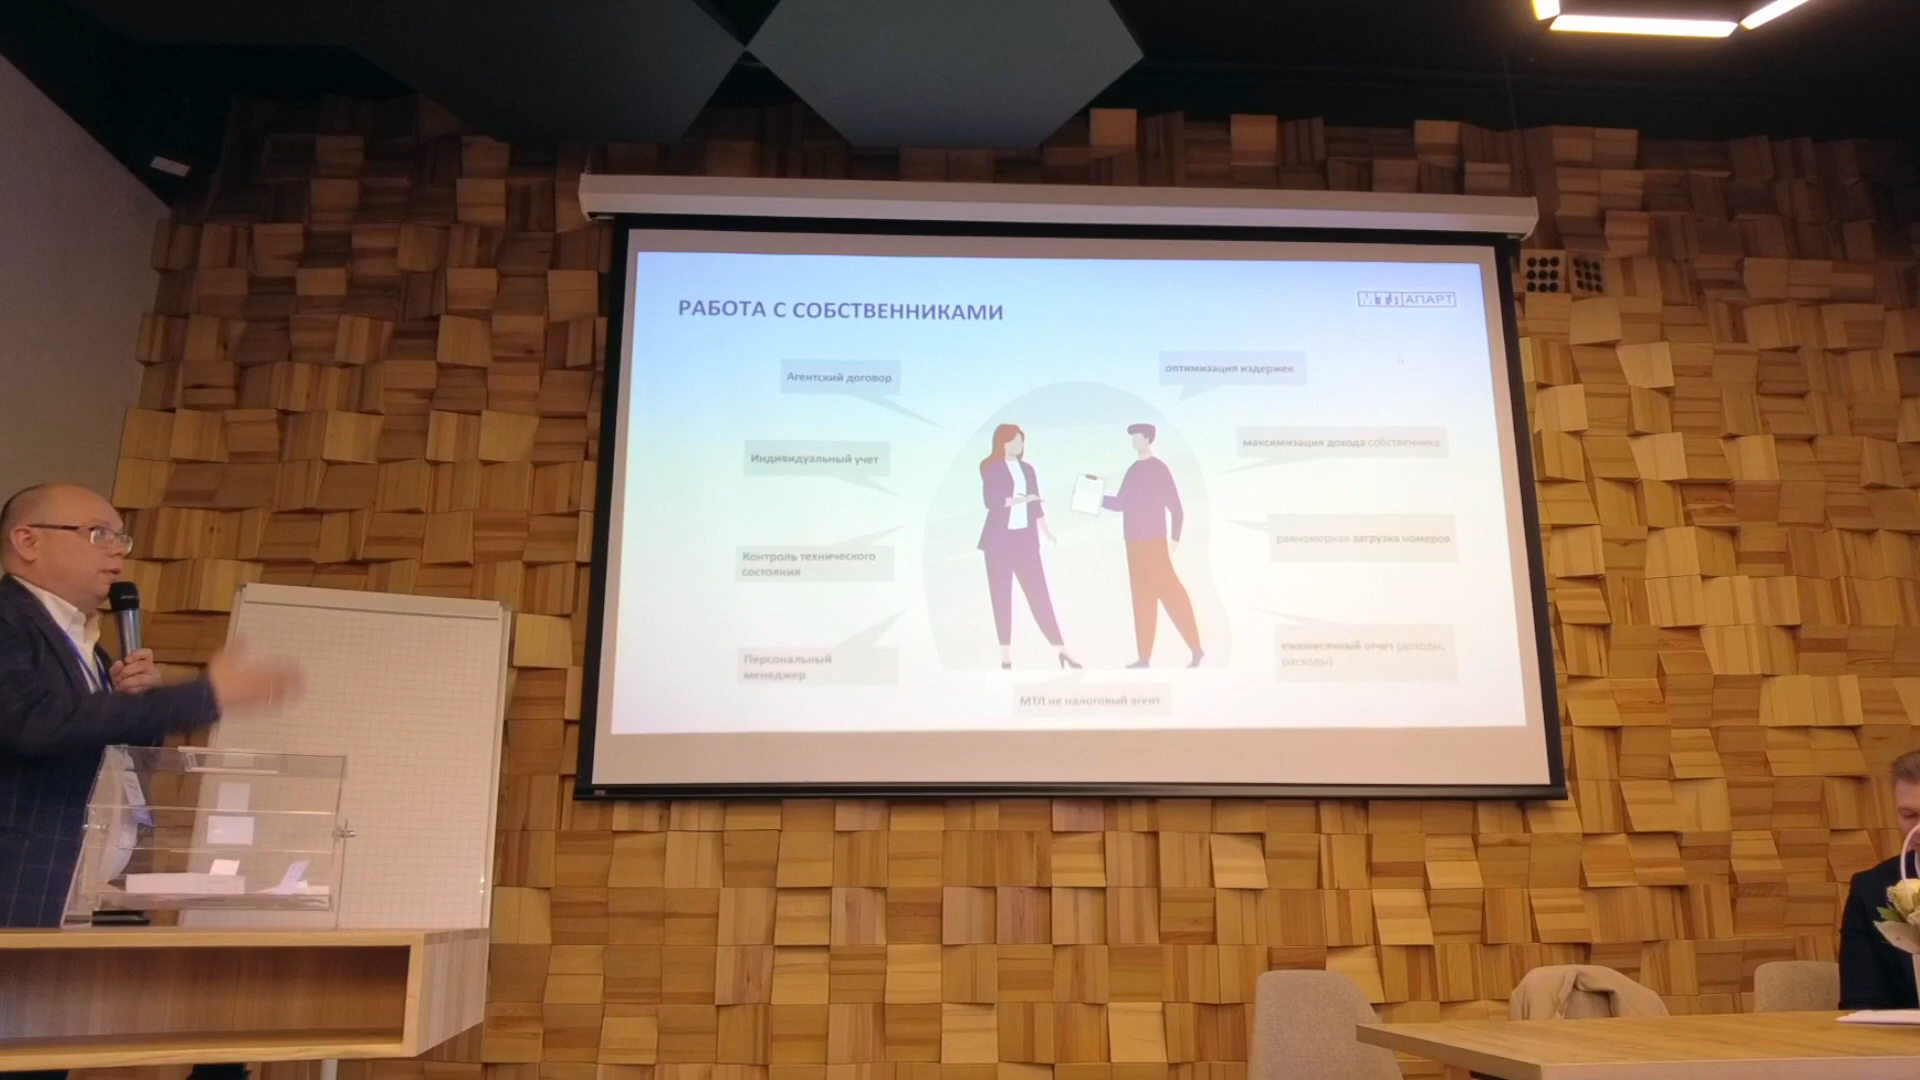 РАБОТА С СОБСТВЕННИКАМИ
МТЛ АПАРТ
Агентский договор
оптимизация издержек
Индивидуальный учет
максимизация дохода собственника
Контроль технического
состояния
равномерная загрузка номеров
Персональный
менеджер
ежемесячный отчет (доходы,
расходы)
МТЛ не налоговый агент